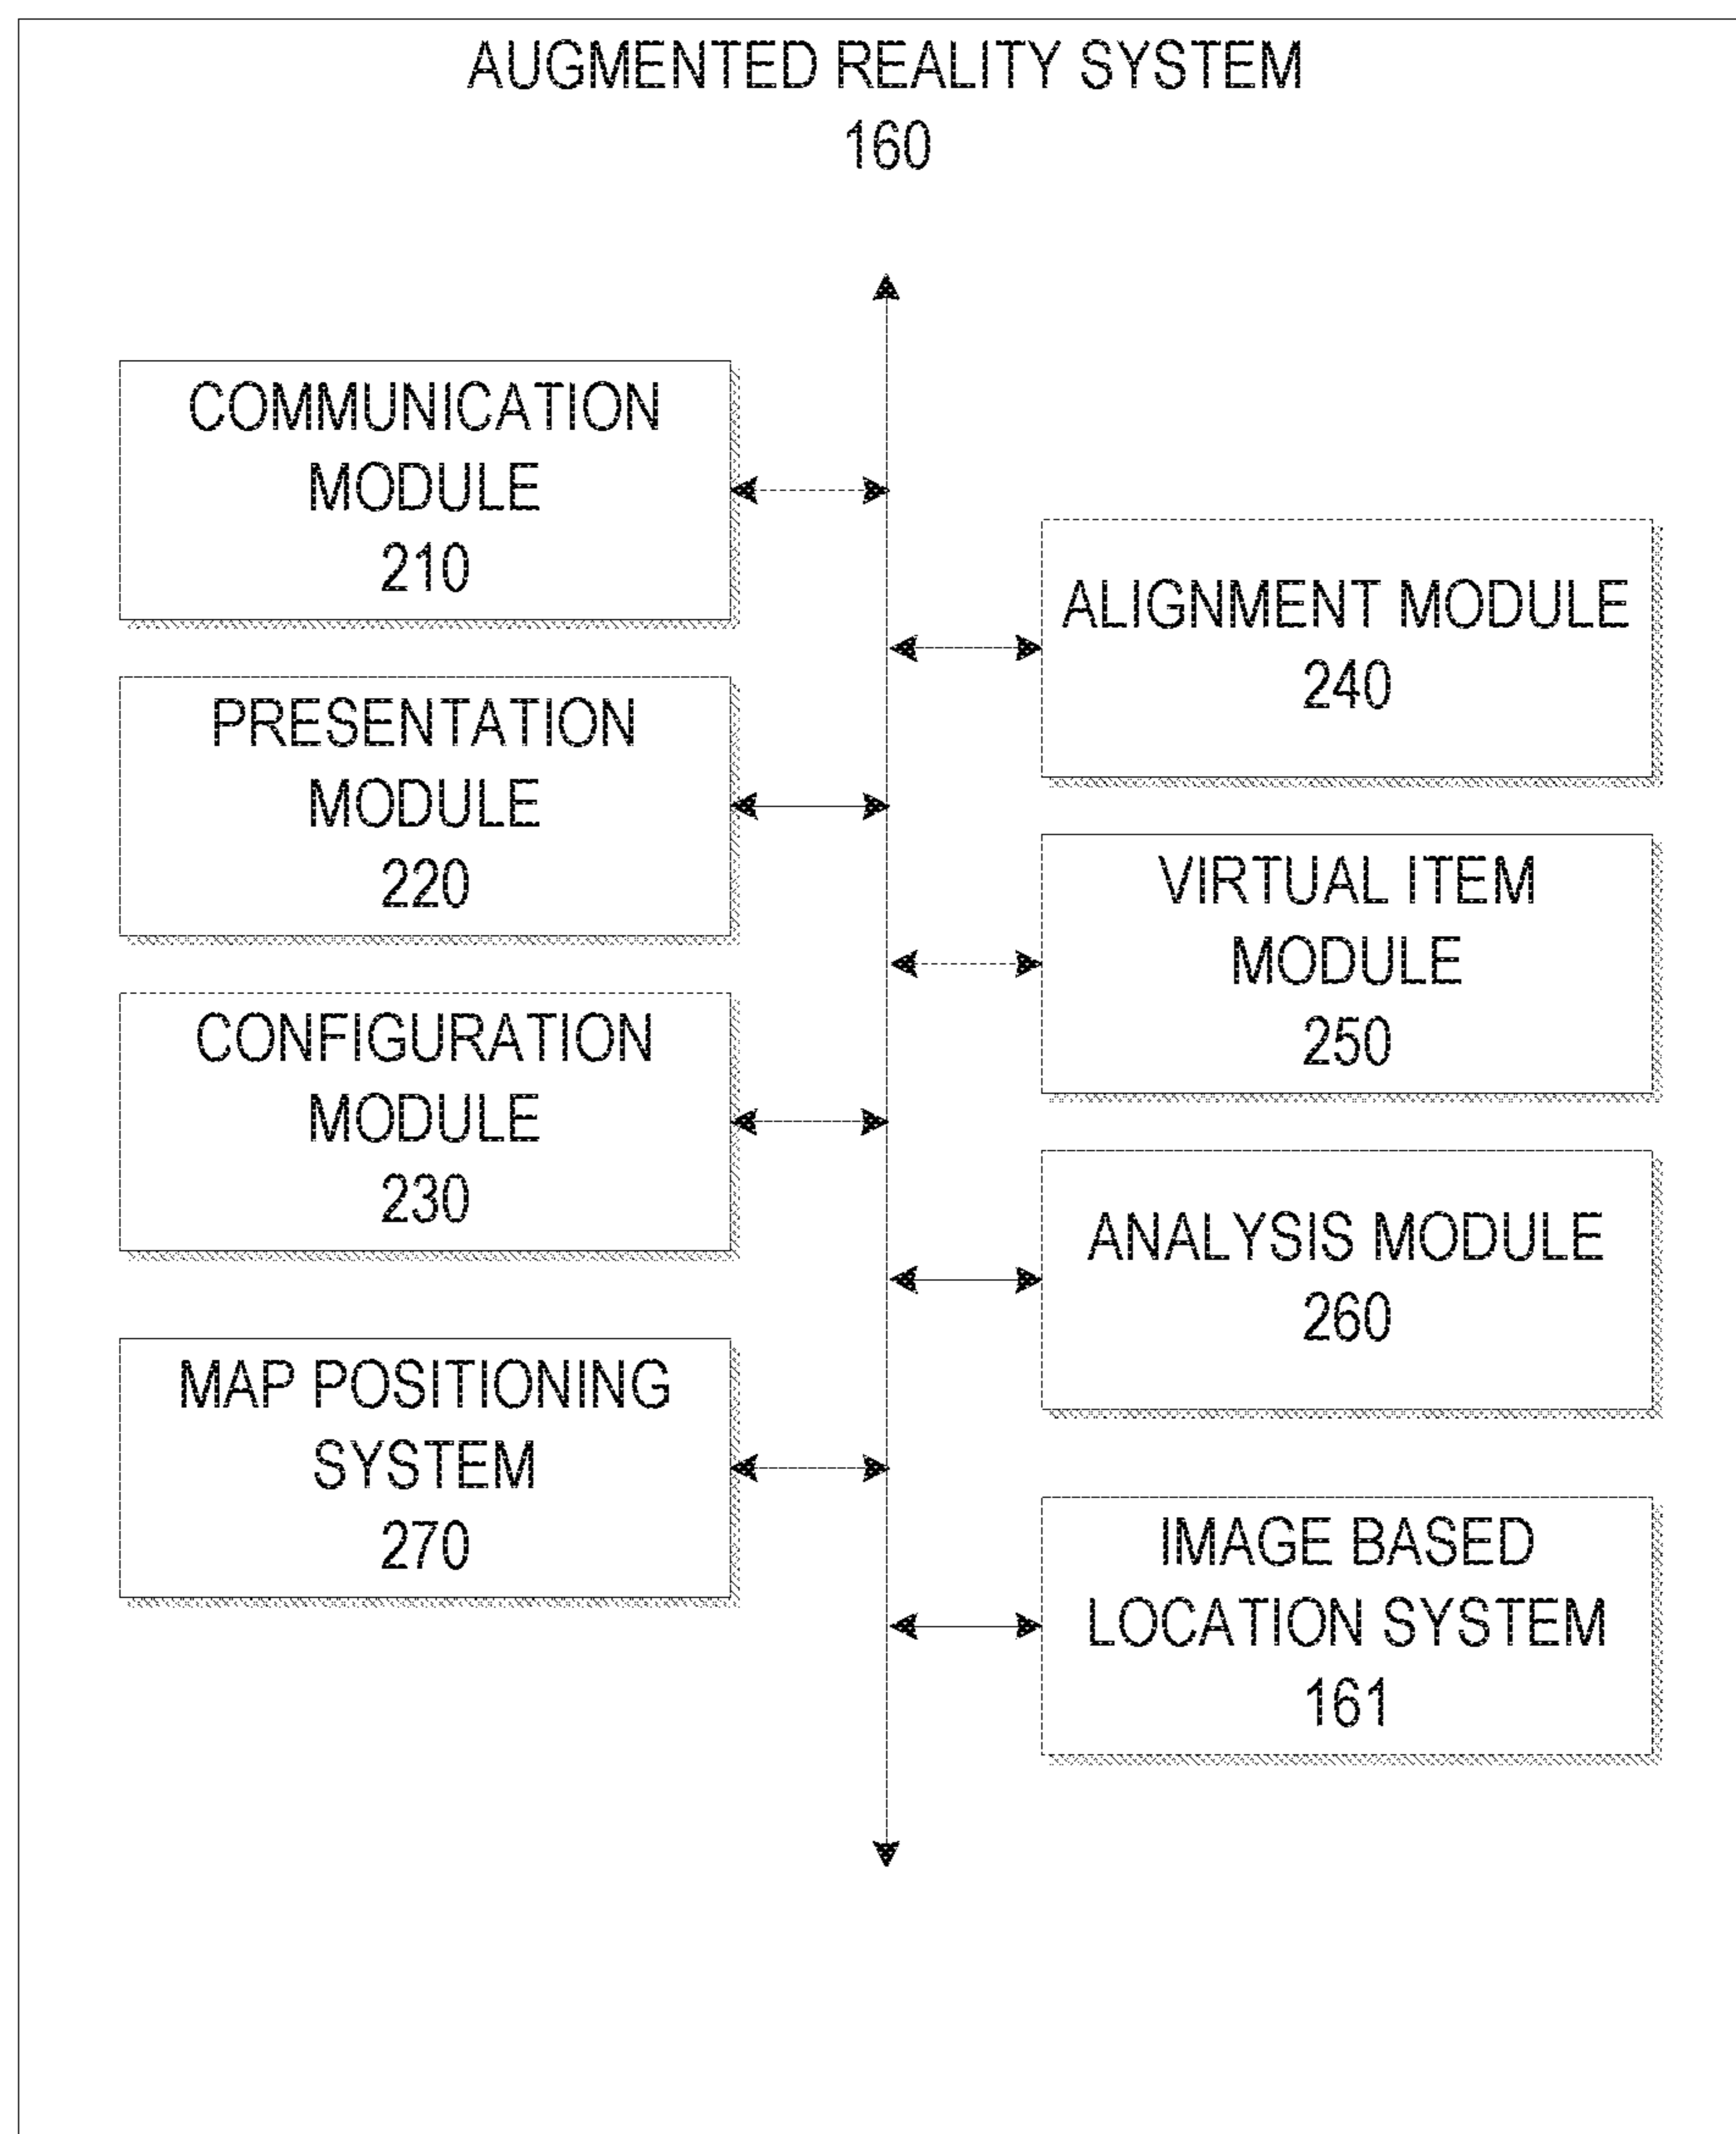 AUGMENTED REALITY SYSTEM
160
COMMUNICATION
MODULE
210
PRESENTATION
MODULE
220
CONFIGURATION
MODULE
230
MAP POSITIONING
SYSTEM
270
ALIGNMENT MODULE
240
VIRTUAL ITEM
MODULE
250
ANALYSIS MODULE
260
IMAGE BASED
LOCATION SYSTEM
161